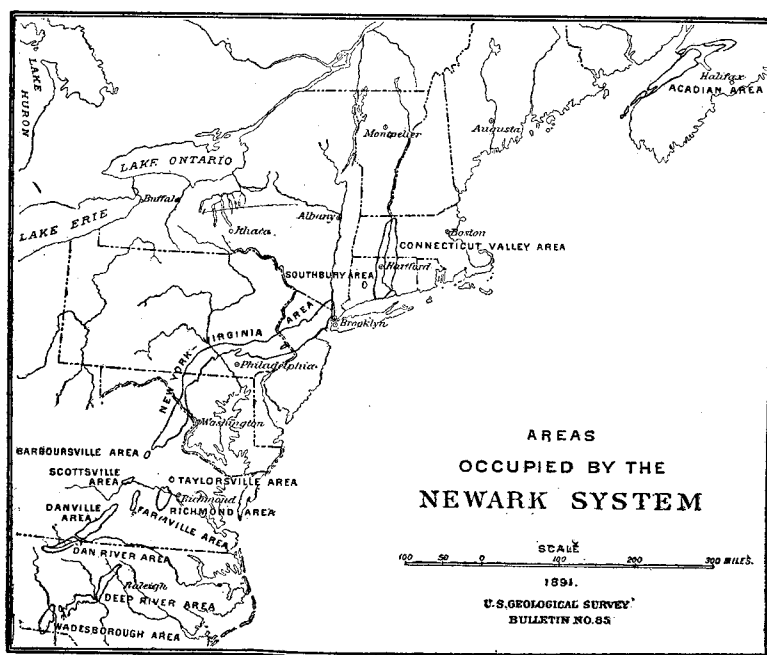 LAKE HURON
Halifax
ACADIAN AREA
Montpelier
Augusta
LAKE ONTARIO
Buffalo
LAKE ERIE
Ithaca
Albany
Boston
CONNECTICUT VALLEY AREA
SOUTHBURY AREA
Hartford
NEW YORK-VIRGINIA AREA
Brooklyn
Philadelphia
Washington
BARBOURSVILLE AREA
SCOTTSVILLE
AREA
TAYLORSVILLE AREA
Richmond
RICHMOND AREA
DANVILLE
AREA
FARMVILLE AREA
DAN RIVER AREA
Raleigh
DEEP RIVER AREA
WADESBOROUGH AREA
AREAS
OCCUPIED BY THE
NEWARK SYSTEM
SCALE
100 50 0 100 200 300 MILES.
1891.
U.S. GEOLOGICAL SURVEY
BULLETIN NO. 85